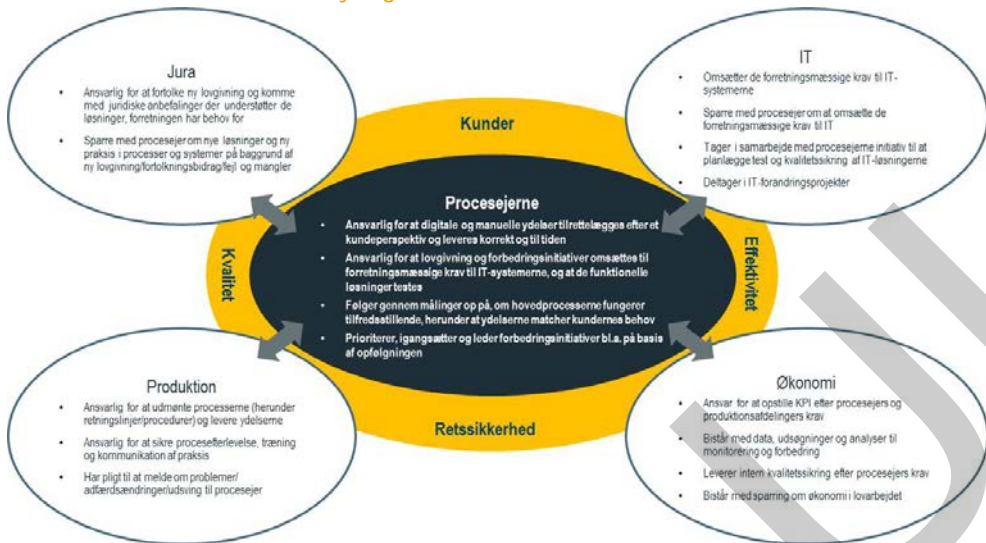 Jura
• Ansvarlig for at fortolke ny lovgivning og komme
med juridiske anbefalinger der understøtter de
løsninger, forretningen har behov for
• Sparre med procesejer om nye løsninger og ny
praksis i processer og systemer på baggrund af
ny lovgivning/fortolkningsbidrag/fejl og mangler
IT
• Omsætter de forretningsmæssige krav til IT-
systemerne
• Sparre med procesejer om at omsætte de
forretningsmæssige krav til IT
• Tager i samarbejde med procesejerne initiativ til at
planlægge test og kvalitetssikring af IT-løsningerne
• Deltager i IT-forandringsprojekter
Kunder
Kvalitet
Effektivitet
Procesejerne
• Ansvarlig for at digitale og manuelle ydelser tilrettelægges efter et
kundeperspektiv og leveres korrekt og til tiden
• Ansvarlig for at lovgivning og forbedringsinitiativer omsættes til
forretningsmæssige krav til IT-systemerne, og at de funktionelle
løsninger testes
• Følger gennem målinger op på, om hovedprocesserne fungerer
tilfredsstillende, herunder at ydelserne matcher kundernes behov
• Prioriterer, igangsætter og leder forbedringsinitiativer bl.a. på basis
af opfølgningen
Retssikkerhed
Produktion
• Ansvarlig for at udmønte processerne (herunder
retningslinjer/procedurer) og levere ydelserne
• Ansvarlig for at sikre procesefterlevelse, træning
og kommunikation af praksis
• Har pligt til at melde om problemer/
adfærdsændringer/udsving til procesejer
Økonomi
• Ansvar for at opstille KPI efter procesejers og
produktionsafdelingers krav
• Bistår med data, udsøgninger og analyser til
monitorering og forbedring
• Leverer intern kvalitetssikring efter procesejers krav
• Bistår med sparring om økonomi i lovarbejdet